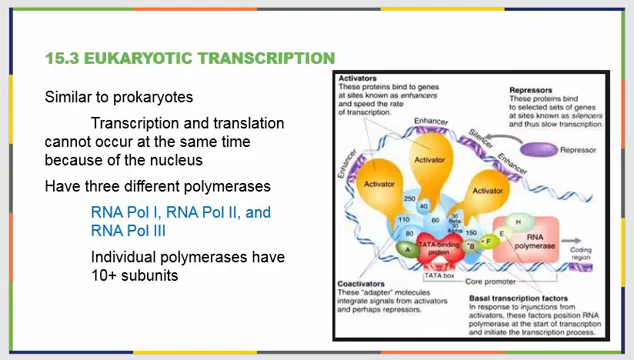 15.3 EUKARYOTIC TRANSCRIPTION
Similar to prokaryotes
Transcription and translation
cannot occur at the same time
because of the nucleus
Have three different polymerases
RNA Pol I, RNA Pol II, and
RNA Pol III
Individual polymerases have
10+ subunits
Activators
These proteins bind to genes
at sites known as enhancers
and speed the rate
of transcription.
Repressors
These proteins bind
to selected sets of genes
at sites known as silencers
and thus slow transcription.
Enhancer
Silencer
Repressor
Enhancer
Enhancer
Activator
Activator
Activator
250
40
60
30
Beta
30
Alpha
110
80
150
A
TATA-binding
protein
B
F
E
H
RNA
polymerase
Coding
region
TATA box
Core promoter
Coactivators
These "adapter" molecules
integrate signals from activators
and perhaps repressors.
Basal transcription factors
In response to injunctions from
activators, these factors position RNA
polymerase at the start of transcription
and initiate the transcription process.